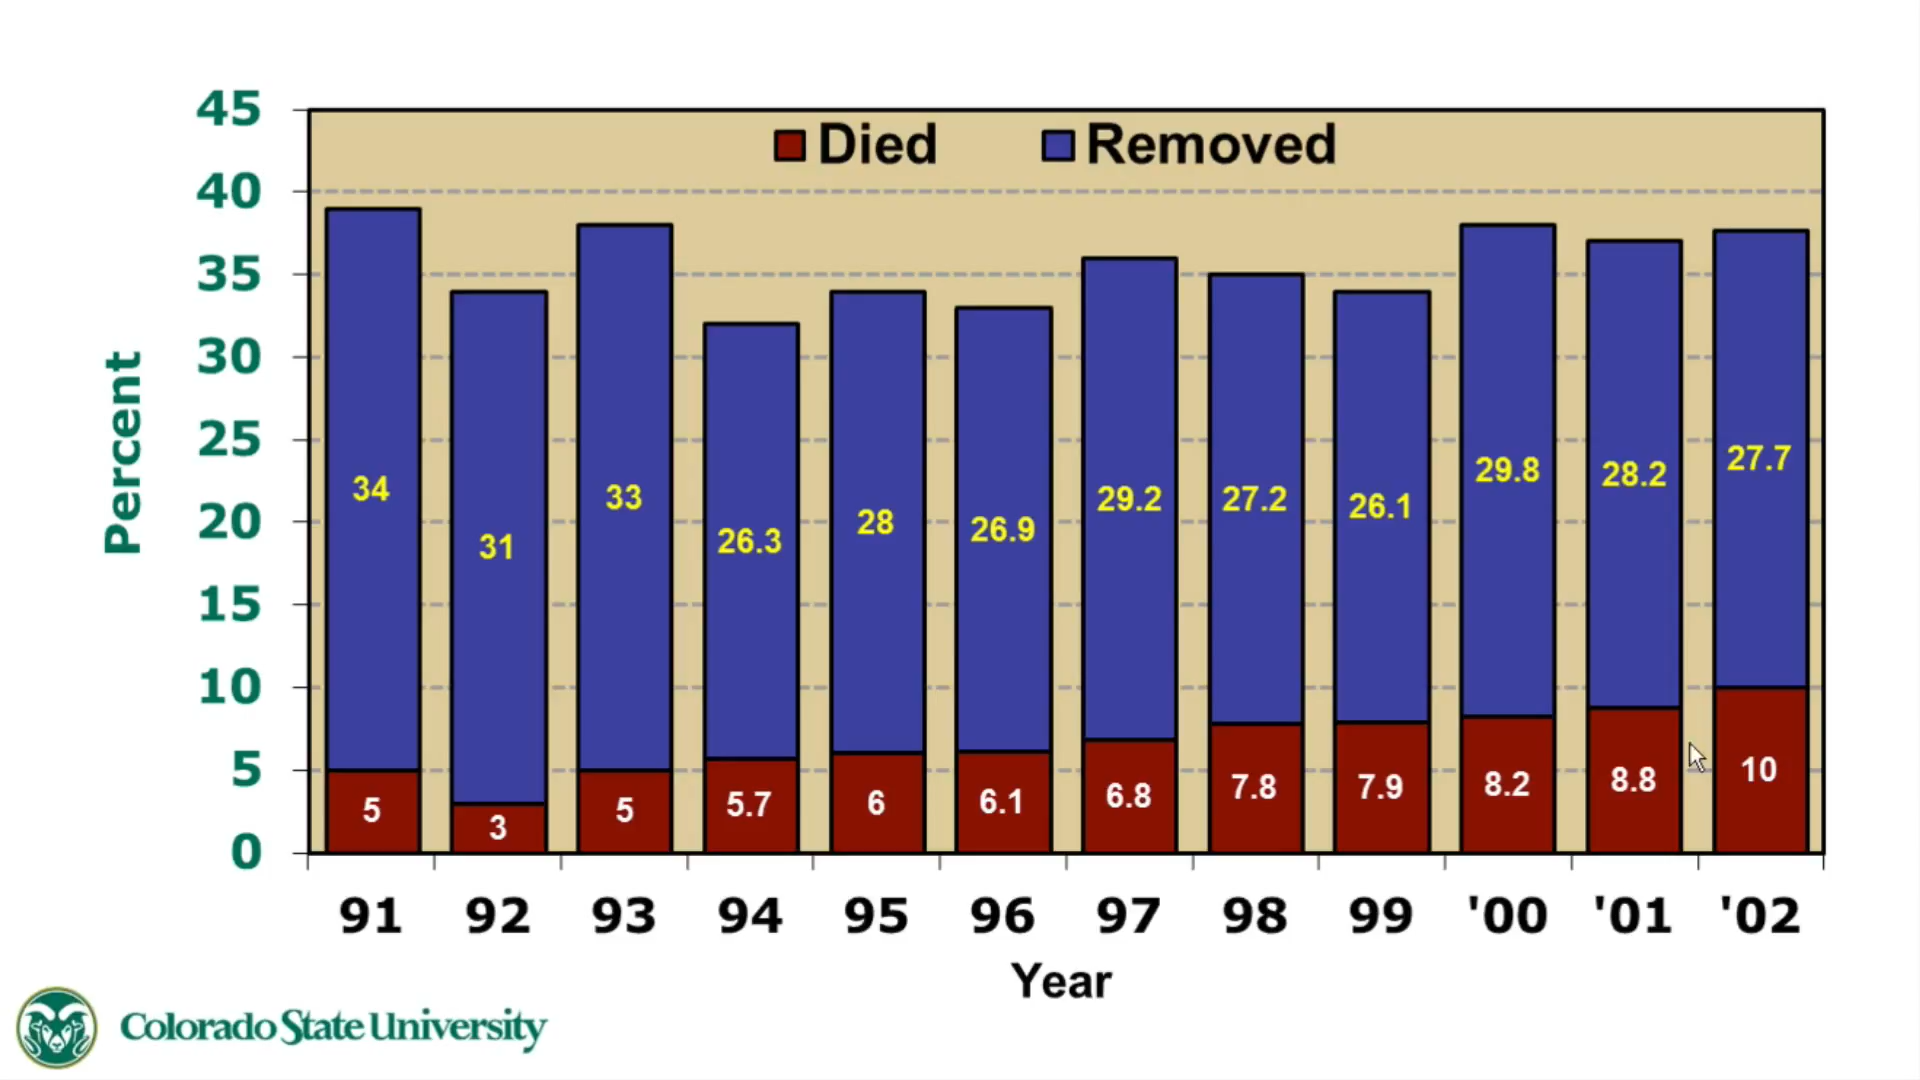 45
Died Removed
40
35
30
25
20
15
10
5
0
Percent
34 31 33 26.3 28 26.9 29.2 27.2 26.1 29.8 28.2 27.7
5 3 5 5.7 6 6.1 6.8 7.8 7.9 8.2 8.8 10
91 92 93 94 95 96 97 98 99 '00 '01 '02
Year
Colorado State University